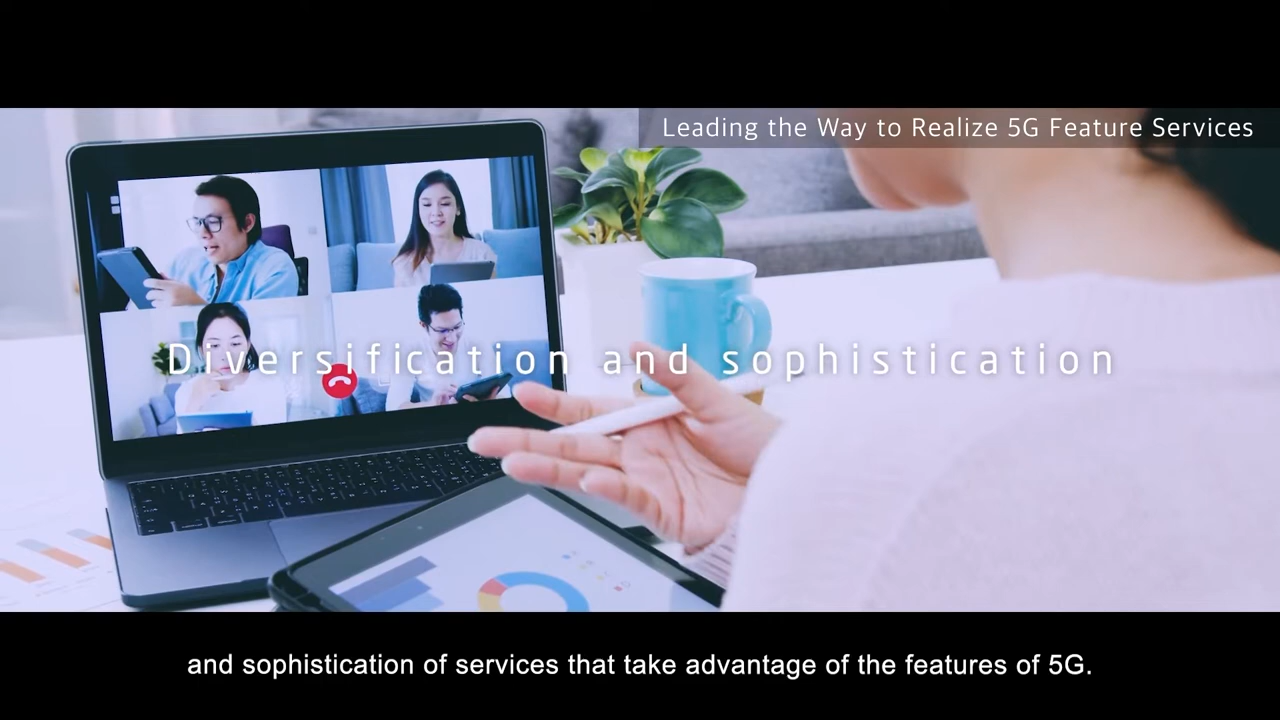 Leading the Way to Realize 5G Feature Services
Diversification and sophistication
and sophistication of services that take advantage of the features of 5G.